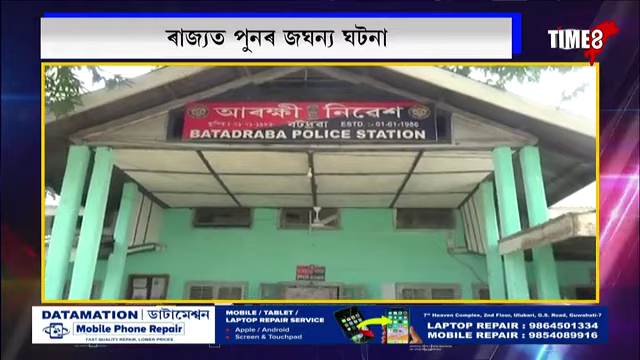 ৰাজ্যত পুনৰ জঘন্য ঘটনা
TIME8
আৰক্ষী নিৱেশ
বটদ্ৰৱা ESTD. :- 01-01-1986
BATADRABA POLICE STATION
DATAMATION | ডাটামেশ্বন
Mobile Phone Repair
FAST QUALITY REPAIR, LOWER PRICES
MOBILE / TABLET /
LAPTOP REPAIR SERVICE
• Apple / Android
• Screen & Touchpad
7th Heaven Complex, 2nd Floor, Ulubari, G.S. Road, Guwahati-7
LAPTOP REPAIR : 9864501334
MOBILE REPAIR : 9854089916